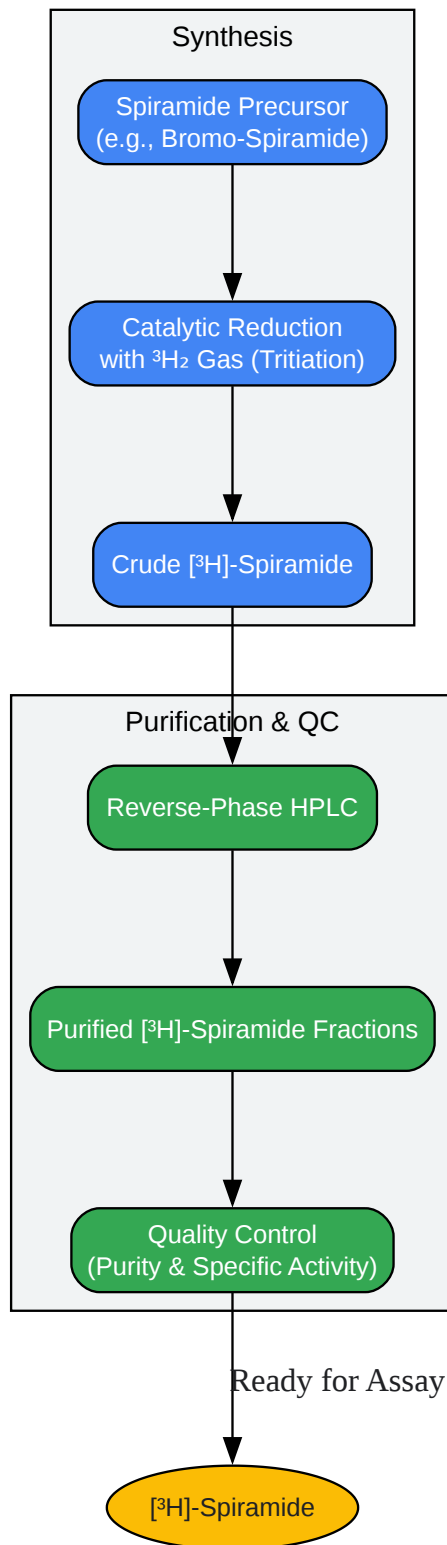 Synthesis
Spiramide Precursor
(e.g., Bromo-Spiramide)
Catalytic Reduction
with ³H₂ Gas (Tritiation)
Crude [³H]-Spiramide
Purification & QC
Reverse-Phase HPLC
Purified [³H]-Spiramide Fractions
Quality Control
(Purity & Specific Activity)
Ready for Assay
[³H]-Spiramide